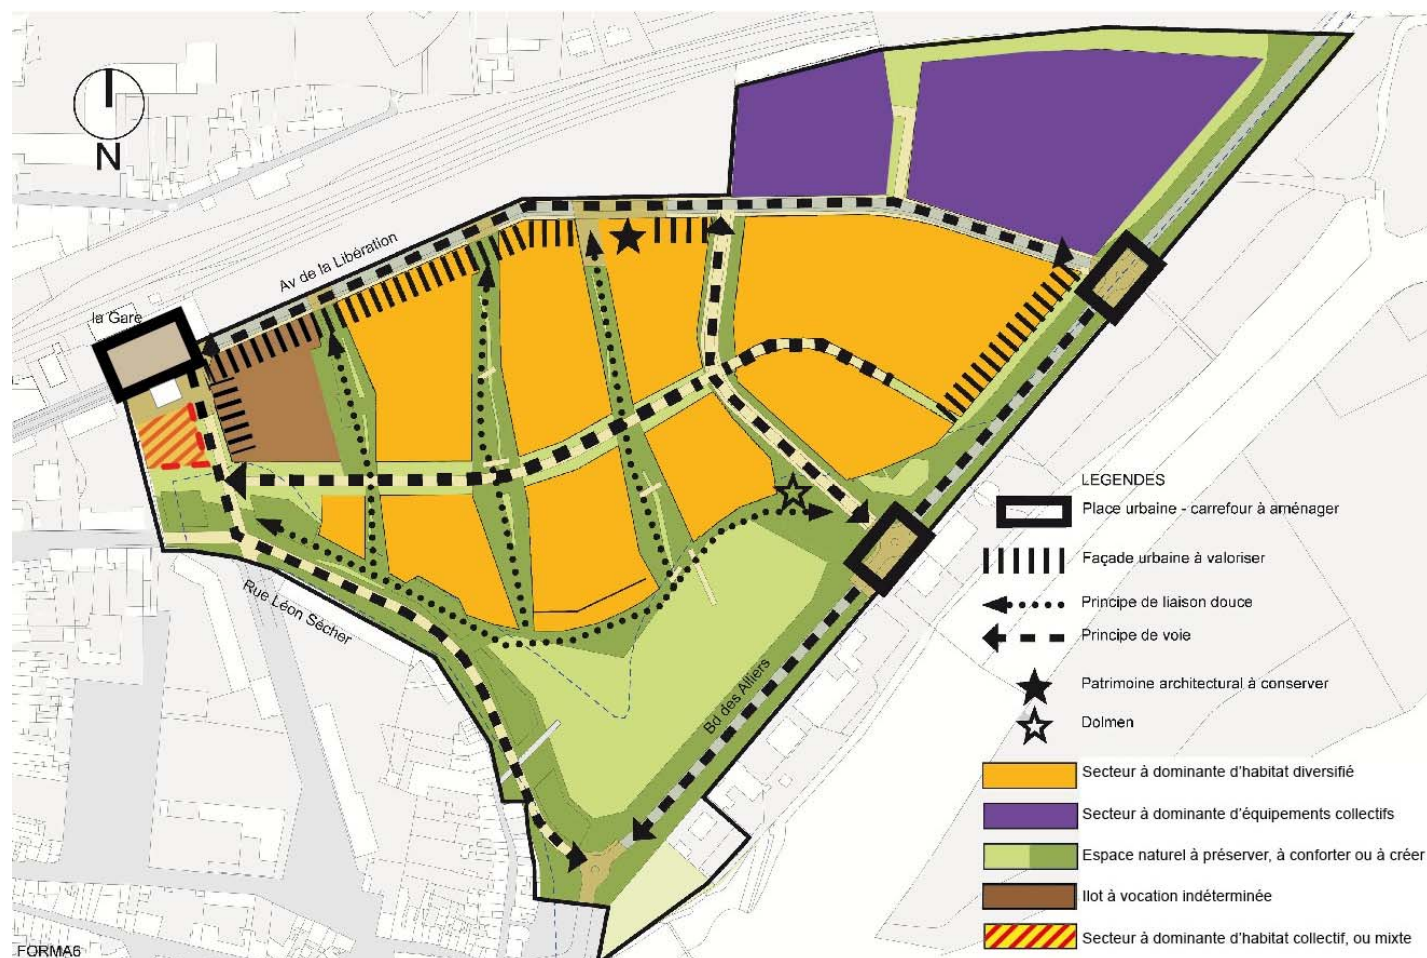 N
Av de la Libération
la Gare
Rue Léon Sécher
Bd des Alliers
LEGENDES
Place urbaine - carrefour à aménager
Façade urbaine à valoriser
Principe de liaison douce
Principe de voie
Patrimoine architectural à conserver
Dolmen
Secteur à dominante d'habitat diversifié
Secteur à dominante d'équipements collectifs
Espace naturel à préserver, à conforter ou à créer
Ilot à vocation indéterminée
Secteur à dominante d'habitat collectif, ou mixte
FORMA6